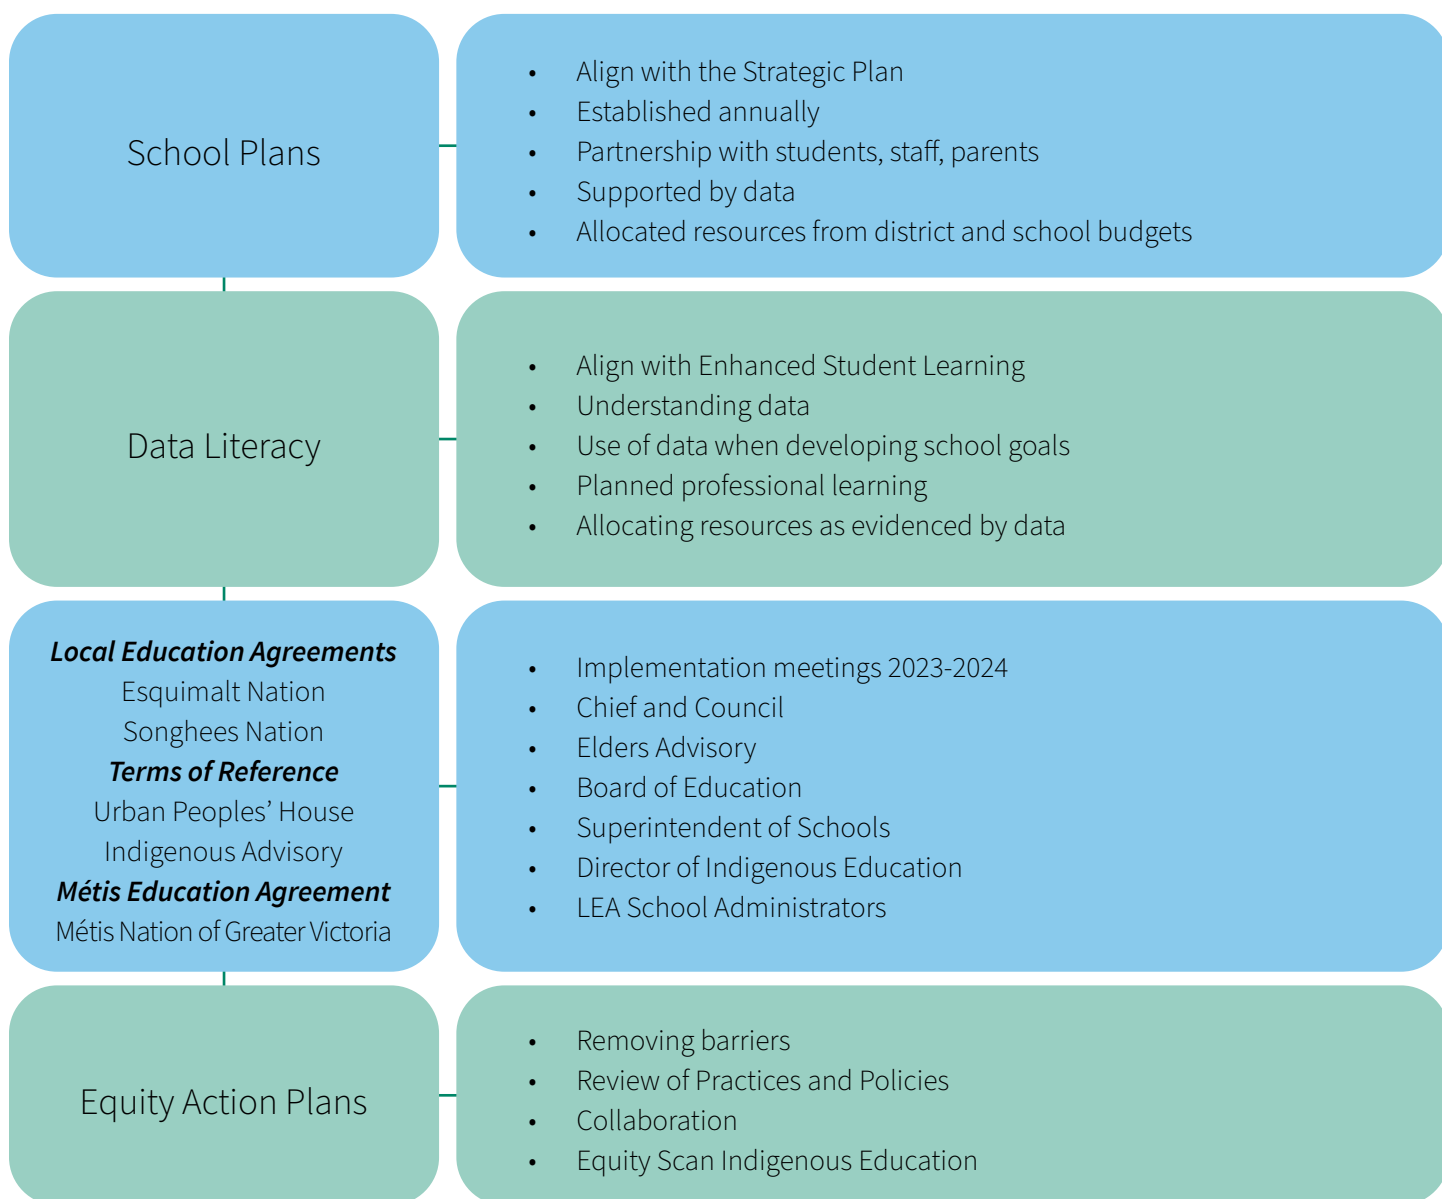 School Plans
• Align with the Strategic Plan
• Established annually
• Partnership with students, staff, parents
• Supported by data
• Allocated resources from district and school budgets
Data Literacy
• Align with Enhanced Student Learning
• Understanding data
• Use of data when developing school goals
• Planned professional learning
• Allocating resources as evidenced by data
Local Education Agreements
Esquimalt Nation
Songhees Nation
Terms of Reference
Urban Peoples’ House
Indigenous Advisory
Métis Education Agreement
Métis Nation of Greater Victoria
• Implementation meetings 2023-2024
• Chief and Council
• Elders Advisory
• Board of Education
• Superintendent of Schools
• Director of Indigenous Education
• LEA School Administrators
Equity Action Plans
• Removing barriers
• Review of Practices and Policies
• Collaboration
• Equity Scan Indigenous Education